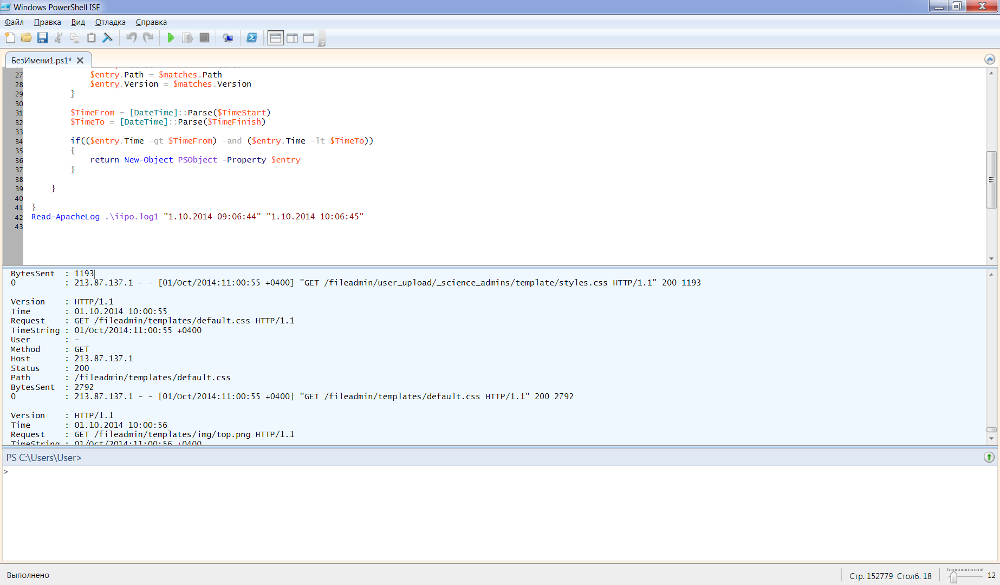 Windows PowerShell ISE
Файл Правка Вид Отладка Справка
БезИмени1.ps1*
27 $entry.Path = $matches.Path
28 $entry.Version = $matches.Version
29 }
30
31 $TimeFrom = [DateTime]::Parse($TimeStart)
32 $TimeTo = [DateTime]::Parse($TimeFinish)
33
34 if(($entry.Time -gt $TimeFrom) -and ($entry.Time -lt $TimeTo))
35 {
36 return New-Object PSObject -Property $entry
37 }
38
39 }
40
41 }
42 Read-ApacheLog .\iipo.log1 "1.10.2014 09:06:44" "1.10.2014 10:06:45"
43
BytesSent : 1193
0 : 213.87.137.1 - - [01/Oct/2014:11:00:55 +0400] "GET /fileadmin/user_upload/_science_admins/template/styles.css HTTP/1.1" 200 1193
Version : HTTP/1.1
Time : 01.10.2014 10:00:55
Request : GET /fileadmin/templates/default.css HTTP/1.1
TimeString : 01/Oct/2014:11:00:55 +0400
User : -
Method : GET
Host : 213.87.137.1
Status : 200
Path : /fileadmin/templates/default.css
BytesSent : 2792
0 : 213.87.137.1 - - [01/Oct/2014:11:00:55 +0400] "GET /fileadmin/templates/default.css HTTP/1.1" 200 2792
Version : HTTP/1.1
Time : 01.10.2014 10:00:56
Request : GET /fileadmin/templates/img/top.png HTTP/1.1
TimeString : 01/Oct/2014:11:00:56 +0400
PS C:\Users\User>
>
Выполнено
Стр. 152779 Столб. 18
12